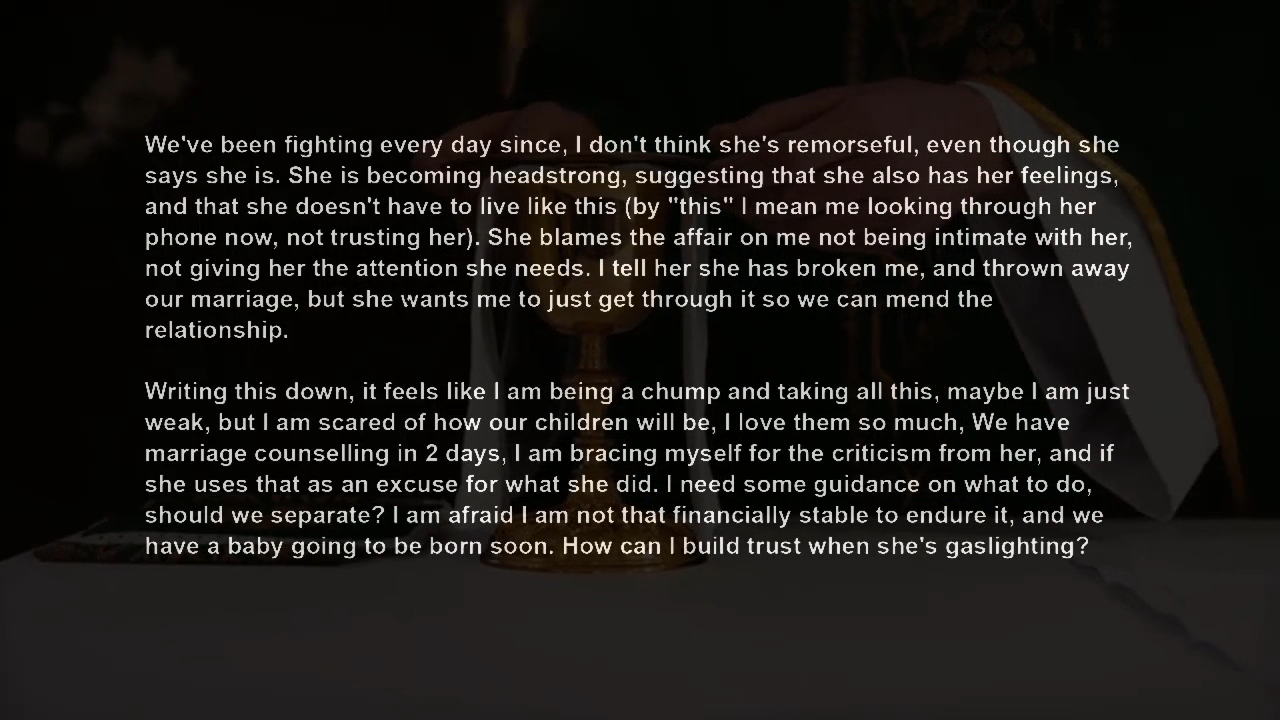 We've been fighting every day since, I don't think she's remorseful, even though she
says she is. She is becoming headstrong, suggesting that she also has her feelings,
and that she doesn't have to live like this (by "this" I mean me looking through her
phone now, not trusting her). She blames the affair on me not being intimate with her,
not giving her the attention she needs. I tell her she has broken me, and thrown away
our marriage, but she wants me to just get through it so we can mend the
relationship.
Writing this down, it feels like I am being a chump and taking all this, maybe I am just
weak, but I am scared of how our children will be, I love them so much, We have
marriage counselling in 2 days, I am bracing myself for the criticism from her, and if
she uses that as an excuse for what she did. I need some guidance on what to do,
should we separate? I am afraid I am not that financially stable to endure it, and we
have a baby going to be born soon. How can I build trust when she's gaslighting?